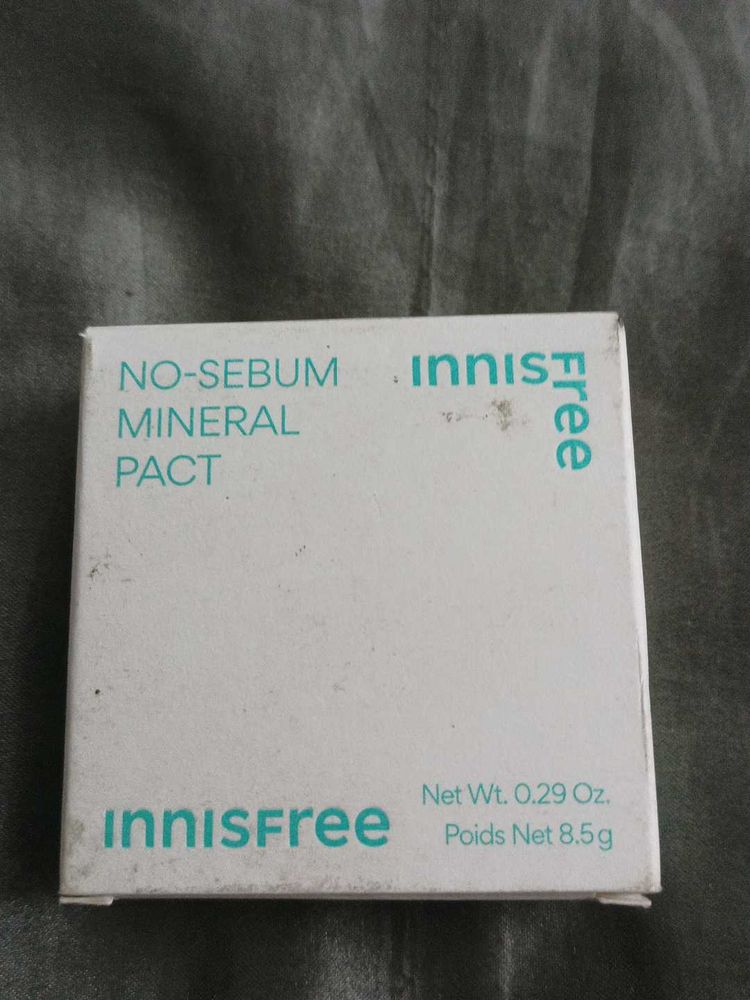 NO-SEBUM
MINERAL
PACT
INNISFree
INNISFree
Net Wt. 0.29 Oz.
Poids Net 8.5g